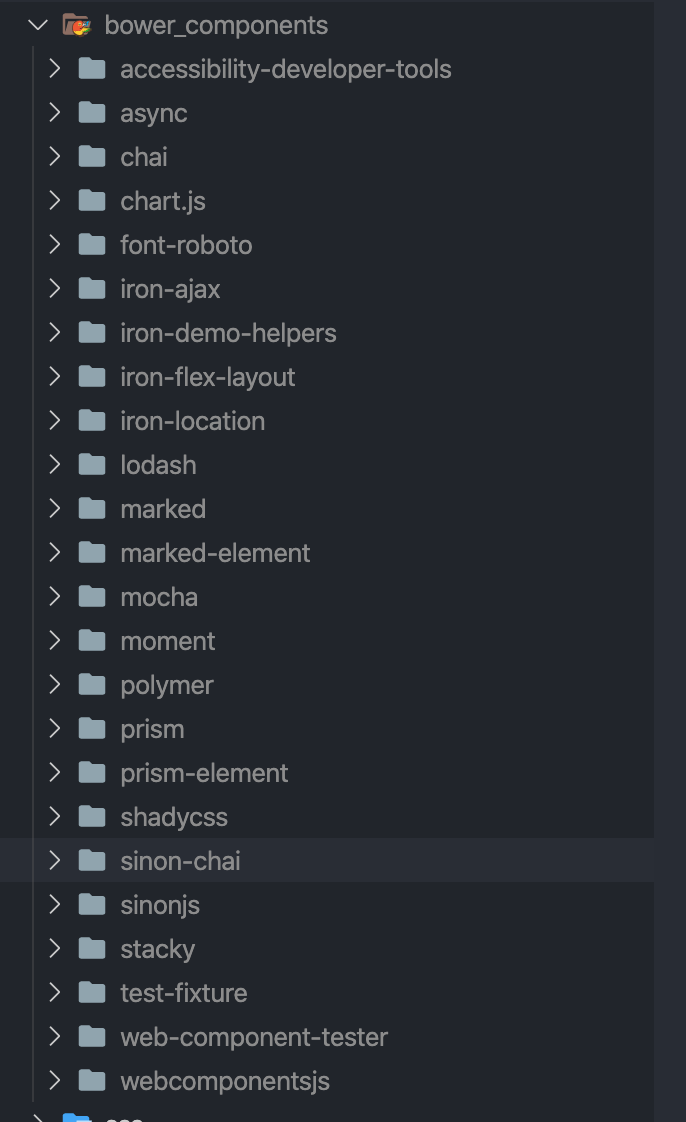 bower_components
accessibility-developer-tools
async
chai
chart.js
font-roboto
iron-ajax
iron-demo-helpers
iron-flex-layout
iron-location
lodash
marked
marked-element
mocha
moment
polymer
prism
prism-element
shadycss
sinon-chai
sinonjs
stacky
test-fixture
web-component-tester
webcomponentsjs